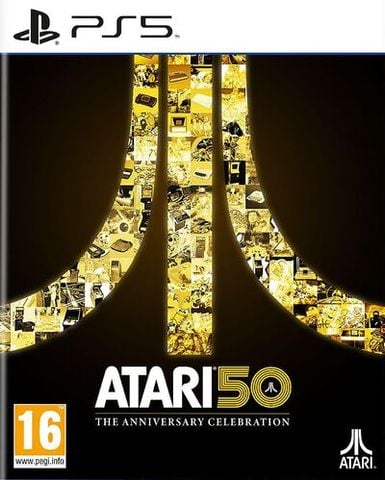 PS5
ATARI 50
THE ANNIVERSARY CELEBRATION
16
www.pegi.info
ATARI